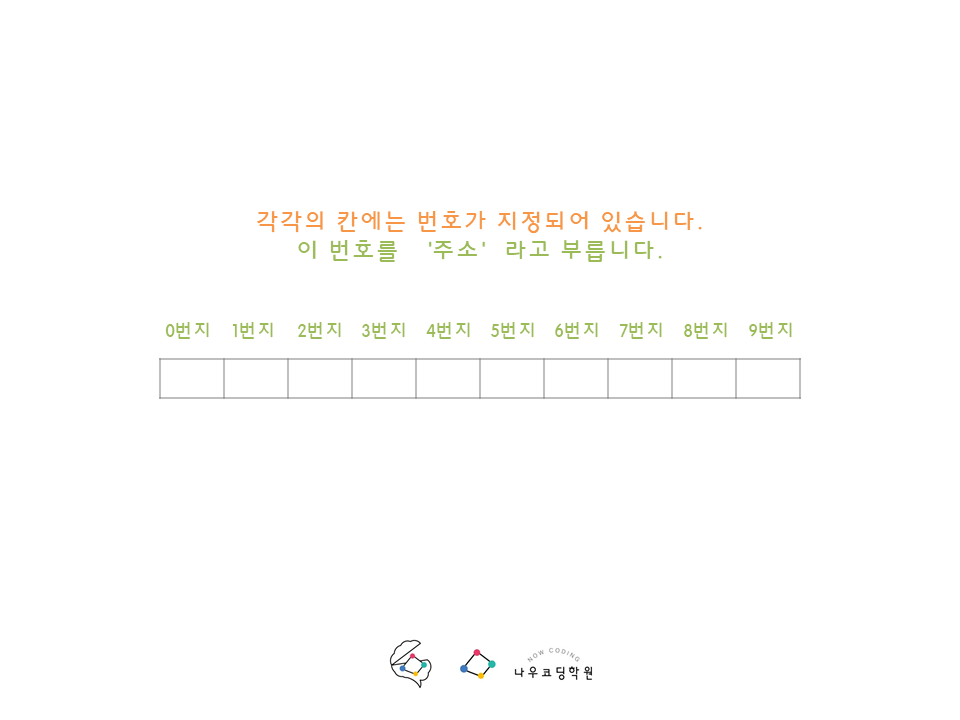 각각의 칸에는 번호가 지정되어 있습니다.
이 번호를 '주소' 라고 부릅니다.
0번지 1번지 2번지 3번지 4번지 5번지 6번지 7번지 8번지 9번지
NOW CODING
나우코딩학원